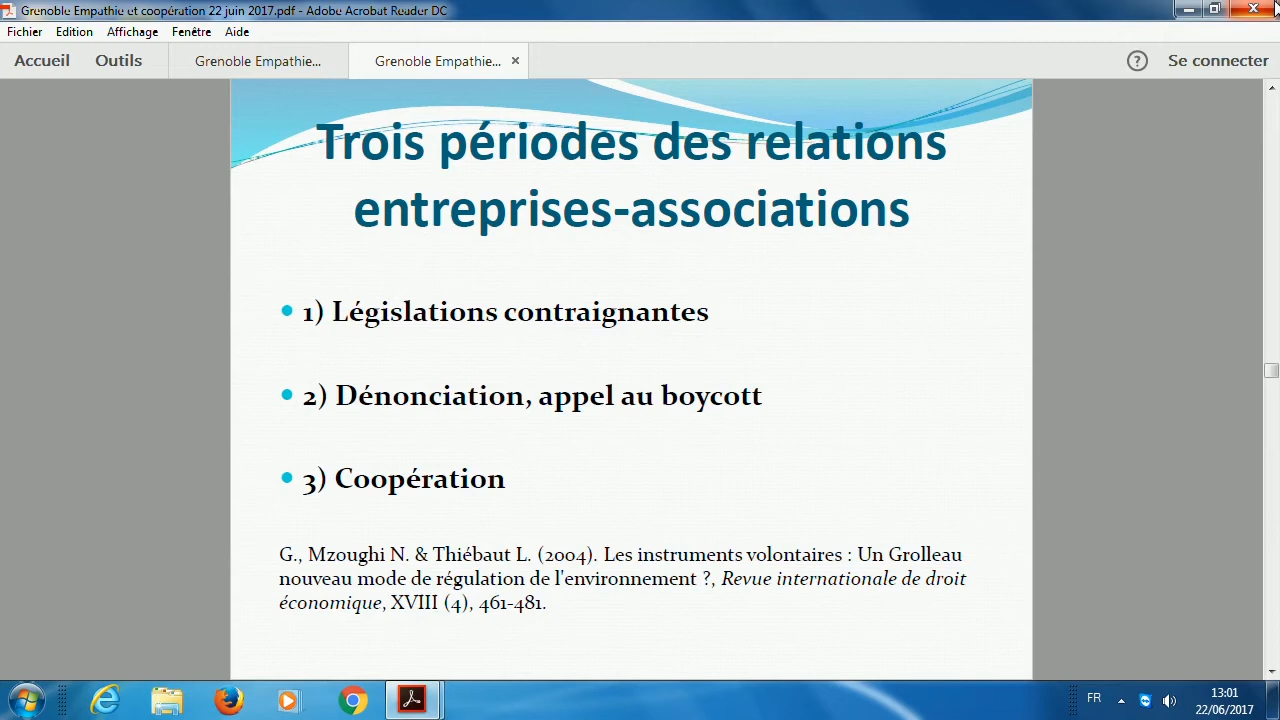 Grenoble Empathie et coopération 22 juin 2017.pdf - Adobe Acrobat Reader DC
Fichier Edition Affichage Fenêtre Aide
Accueil Outils Grenoble Empathie... Grenoble Empathie... × ? Se connecter
Trois périodes des relations
entreprises-associations
1) Législations contraignantes
2) Dénonciation, appel au boycott
3) Coopération
G., Mzoughi N. & Thiébaut L. (2004). Les instruments volontaires : Un Grolleau
nouveau mode de régulation de l'environnement ?, Revue internationale de droit
économique, XVIII (4), 461-481.
FR 13:01
22/06/2017